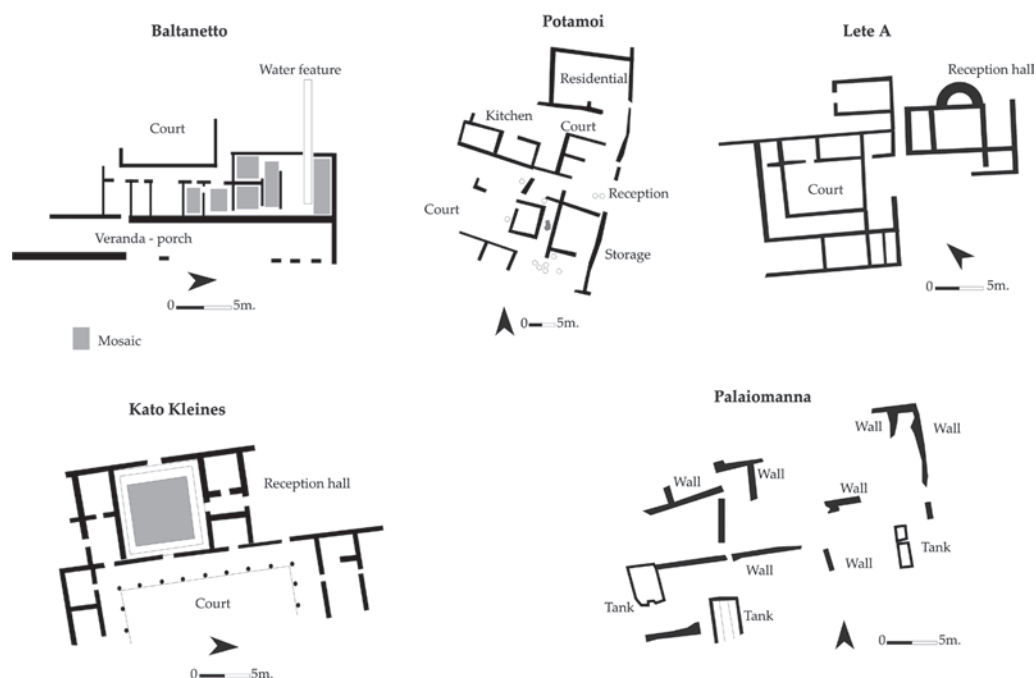 Baltanetto
Water feature
Court
Veranda - porch
0 5m.
Mosaic
Potamoi
Residential
Kitchen
Court
Reception
Court
Storage
0 5m.
Lete A
Reception hall
Court
0 5m.
Kato Kleines
Reception hall
Court
0 5m.
Palaiomanna
Wall Wall
Wall
Wall
Wall
Tank
Wall
Wall
Tank
Tank
0 5m.